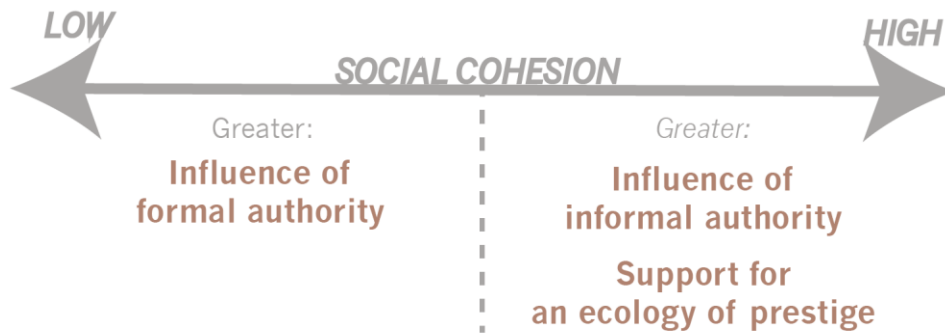 LOW
HIGH
SOCIAL COHESION
Greater:
Influence of
formal authority
Greater:
Influence of
informal authority
Support for
an ecology of prestige